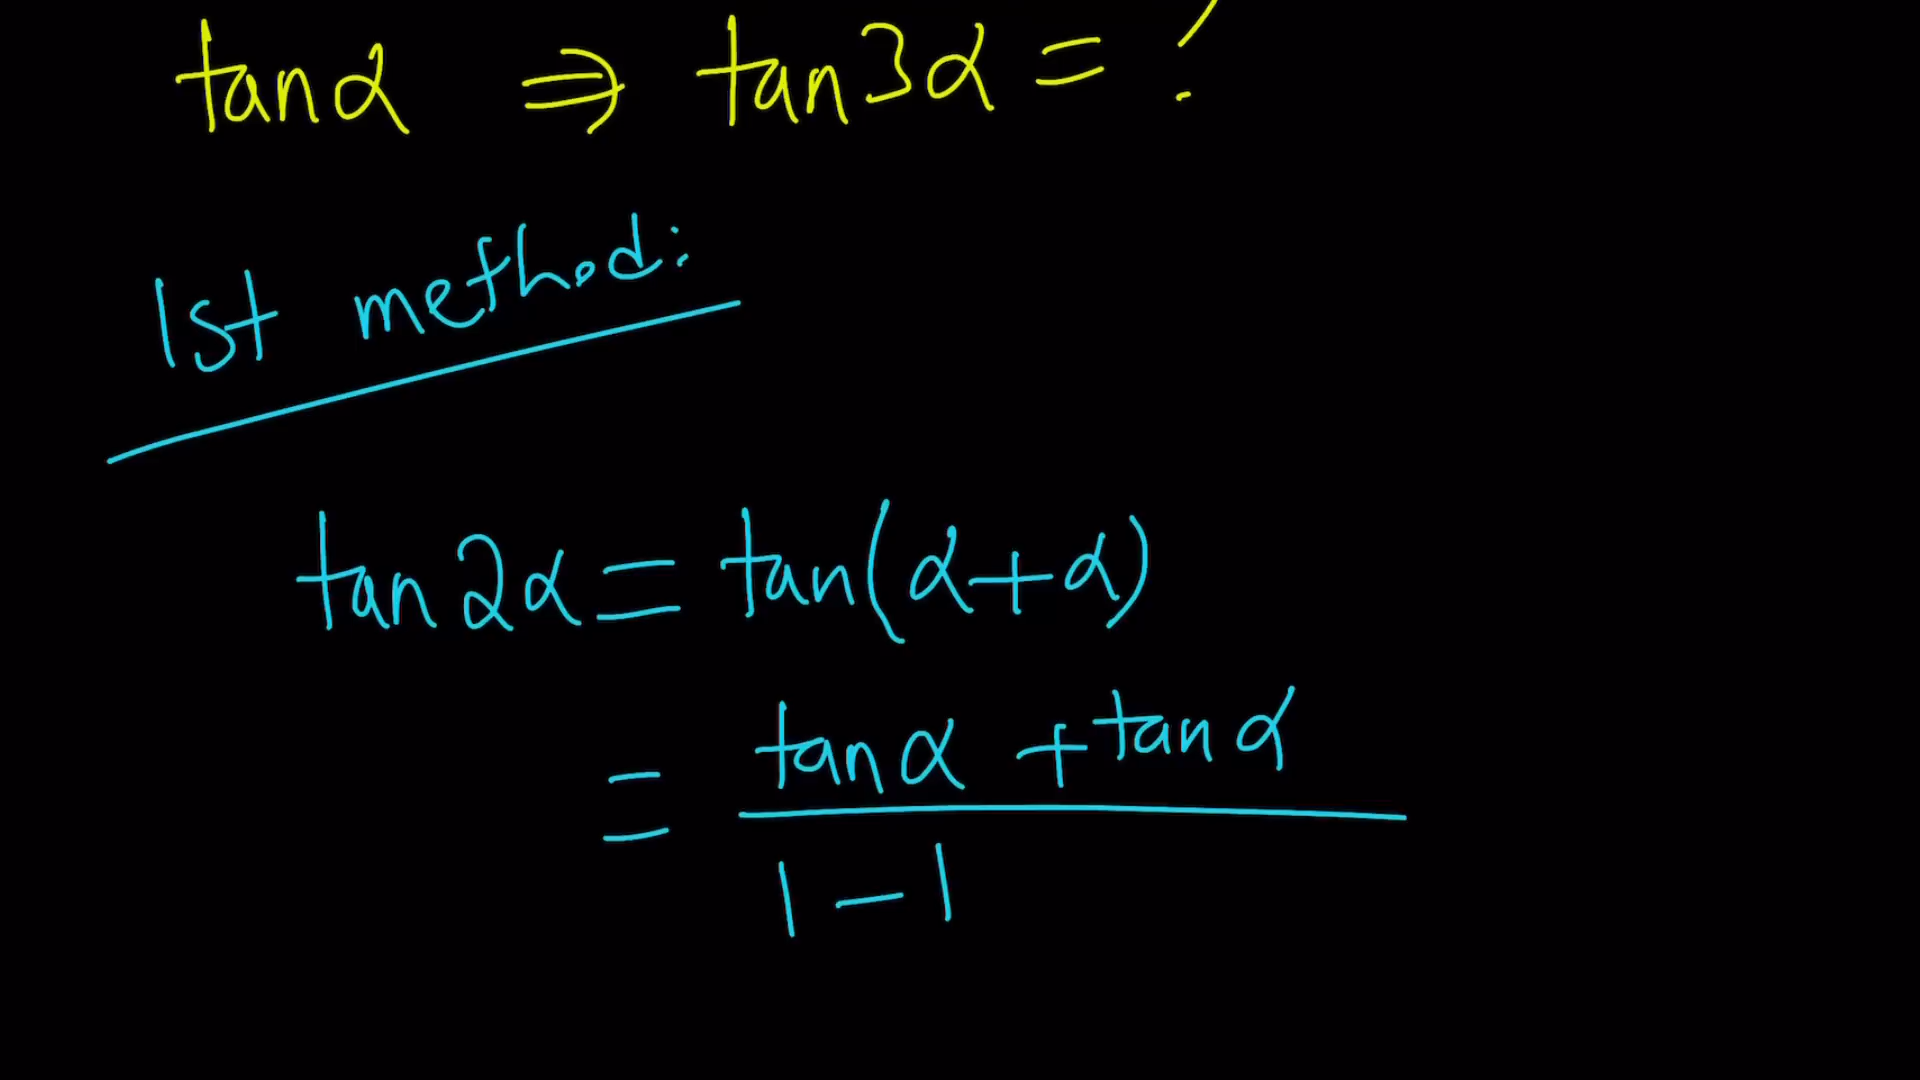 tanα ⇒ tan3α = ?
1st method:
tan2α = tan(α+α)
= tanα + tanα
1 - 1